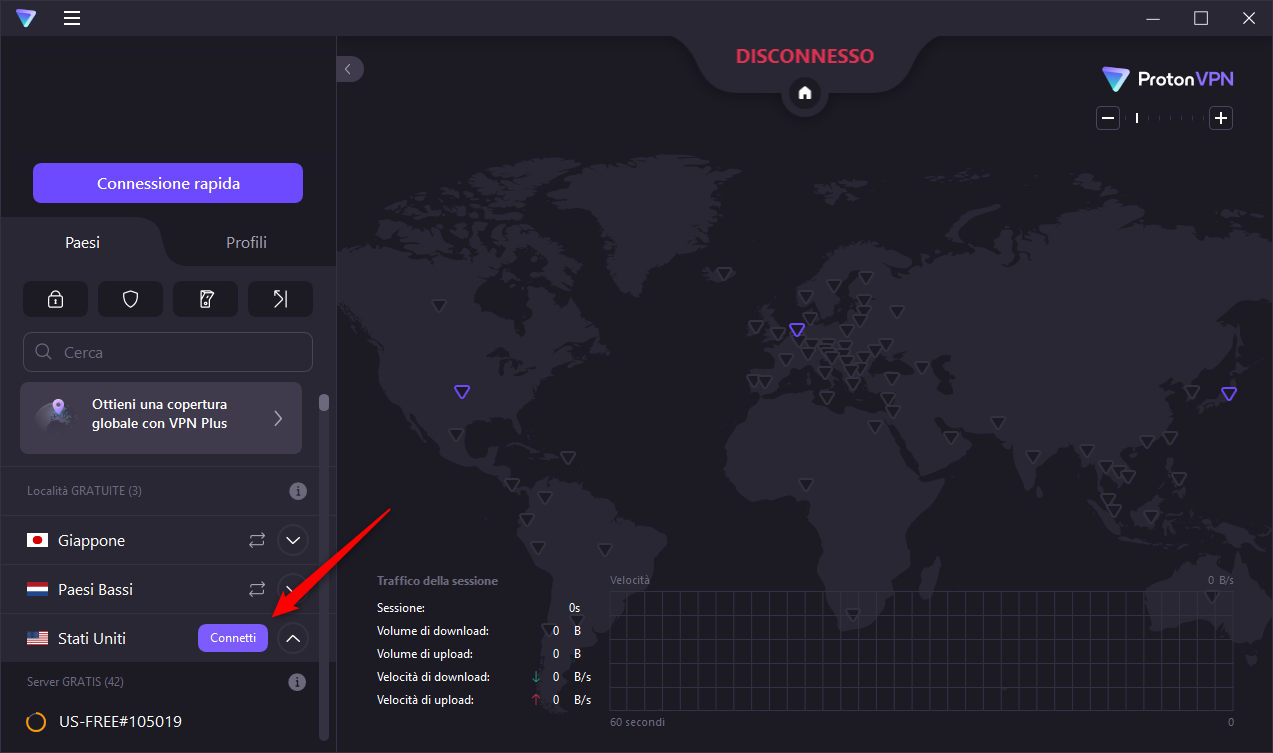 DISCONNESSO
ProtonVPN
Connessione rapida
Paesi
Profili
Cerca
Ottieni una copertura
globale con VPN Plus
Località GRATUITE (3)
Giappone
Paesi Bassi
Stati Uniti
Connetti
Server GRATIS (42)
US-FREE#105019
Traffico della sessione
Sessione: 0s
Volume di download: 0 B
Volume di upload: 0 B
Velocità di download: 0 B/s
Velocità di upload: 0 B/s
Velocità 0 B/s
60 secondi 0